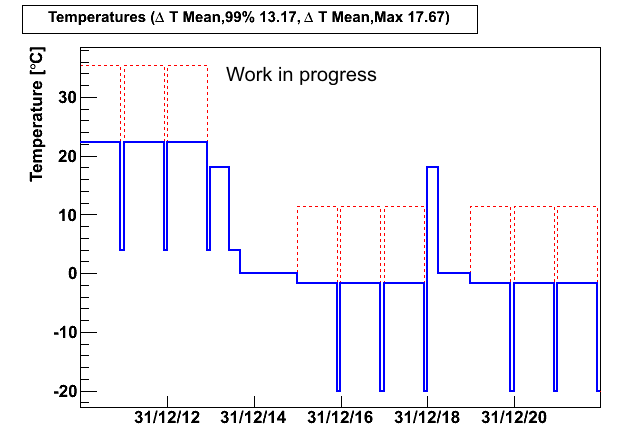 Temperatures (Δ T Mean,99% 13.17, Δ T Mean,Max 17.67)
Work in progress
Temperature [°C]
30
20
10
0
-10
-20
31/12/12 31/12/14 31/12/16 31/12/18 31/12/20